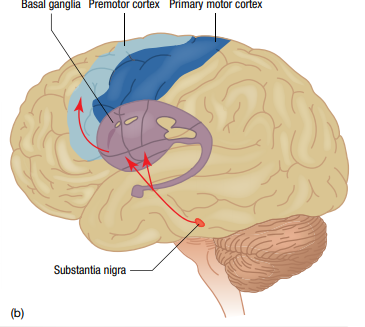 Basal ganglia Premotor cortex Primary motor cortex
Substantia nigra
(b)